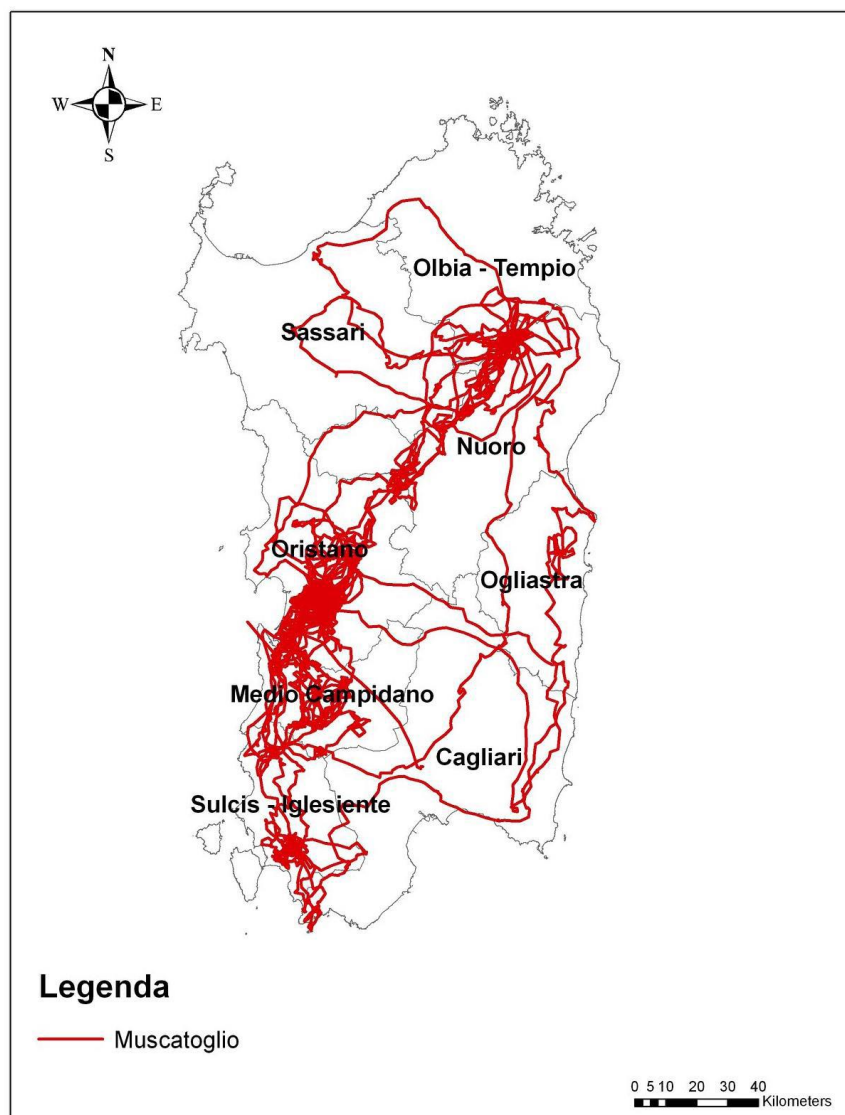 N
W E
S
Olbia - Tempio
Sassari
Nuoro
Oristano
Ogliastra
Medio Campidano
Cagliari
Sulcis - Iglesiente
Legenda
Muscatoglio
0 5 10 20 30 40
Kilometers